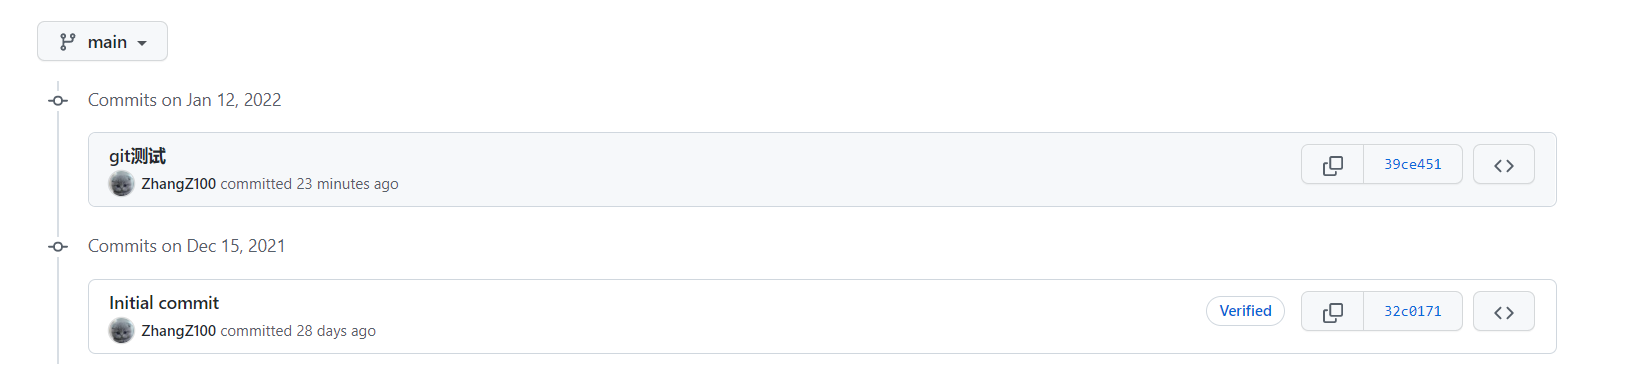 main
Commits on Jan 12, 2022
git测试
ZhangZ100 committed 23 minutes ago
39ce451
Commits on Dec 15, 2021
Initial commit
ZhangZ100 committed 28 days ago
Verified
32c0171